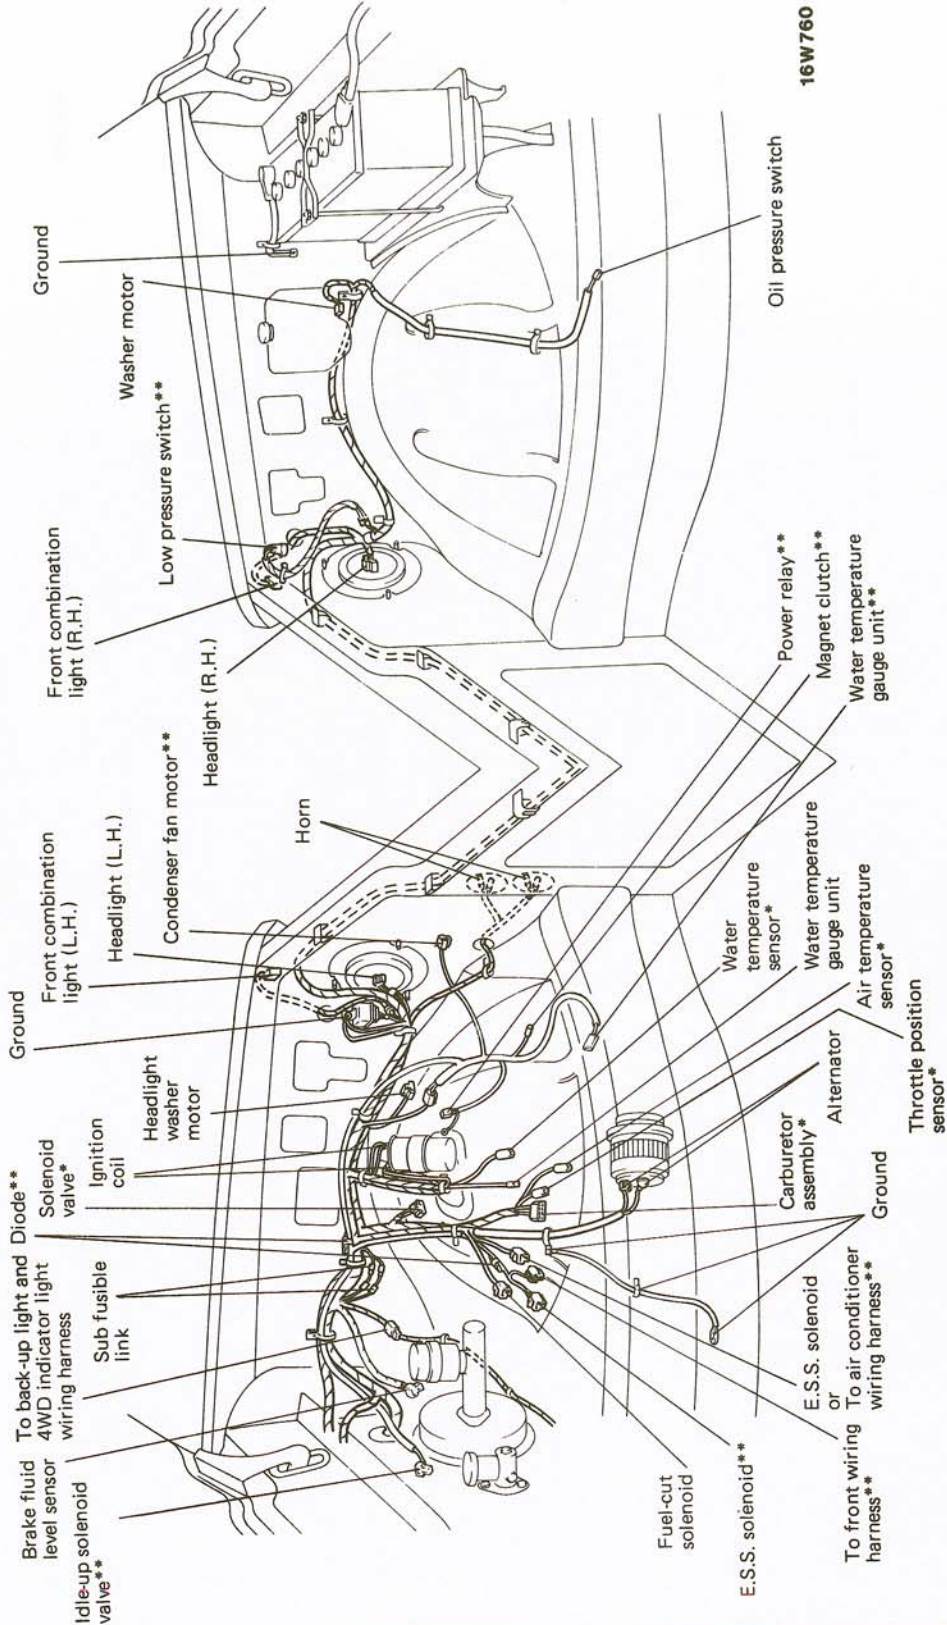 Idle-up solenoid
valve**
Brake fluid
level sensor
To back-up light and
4WD indicator light
wiring harness
Sub fusible
link
Diode**
Solenoid
valve*
Ignition
coil
Headlight
washer
motor
Ground
Front combination
light (L.H.)
Headlight (L.H.)
Condenser fan motor**
Horn
Front combination
light (R.H.)
Headlight (R.H.)
Low pressure switch**
Washer motor
Ground
Fuel-cut
solenoid
E.S.S. solenoid**
To front wiring
harness**
E.S.S. solenoid
or
To air conditioner
wiring harness**
Ground
Carburetor
assembly*
Alternator
Throttle position
sensor*
Air temperature
sensor*
Water temperature
gauge unit
Water
temperature
sensor*
Water temperature
gauge unit**
Magnet clutch**
Power relay**
Oil pressure switch
16W760